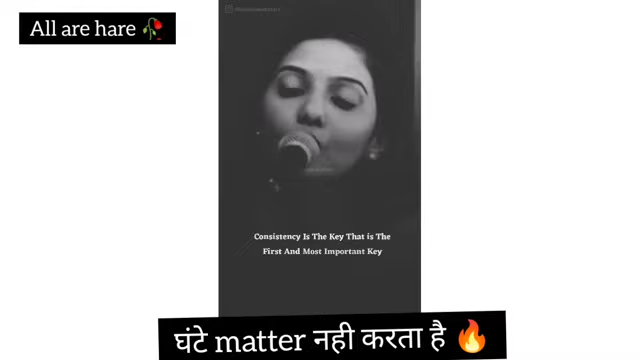 All are hare 🥀
Consistency Is The Key That is The
First And Most Important Key
घंटे matter नही करता है 🔥